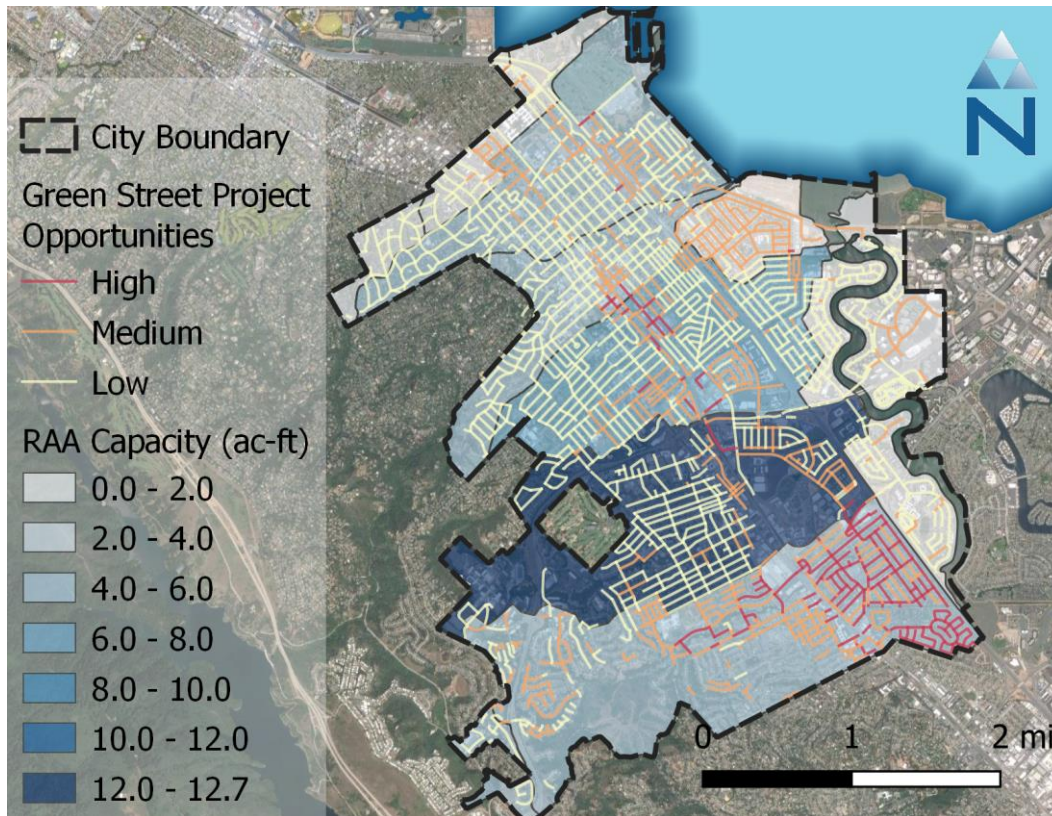 City Boundary
Green Street Project
Opportunities
High
Medium
Low
RAA Capacity (ac-ft)
0.0 - 2.0
2.0 - 4.0
4.0 - 6.0
6.0 - 8.0
8.0 - 10.0
10.0 - 12.0
12.0 - 12.7
N
0 1 2 mi